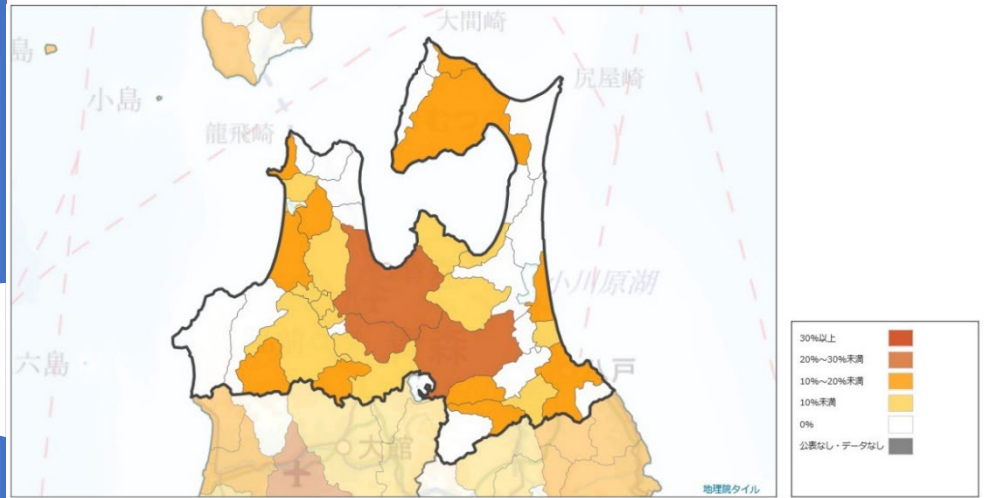 大間崎
島
尻屋崎
小島
龍飛崎
小川原湖
六島
戸
大館
地理院タイル
30%以上
20%～30%未満
10%～20%未満
10%未満
0%
公表なし・データなし